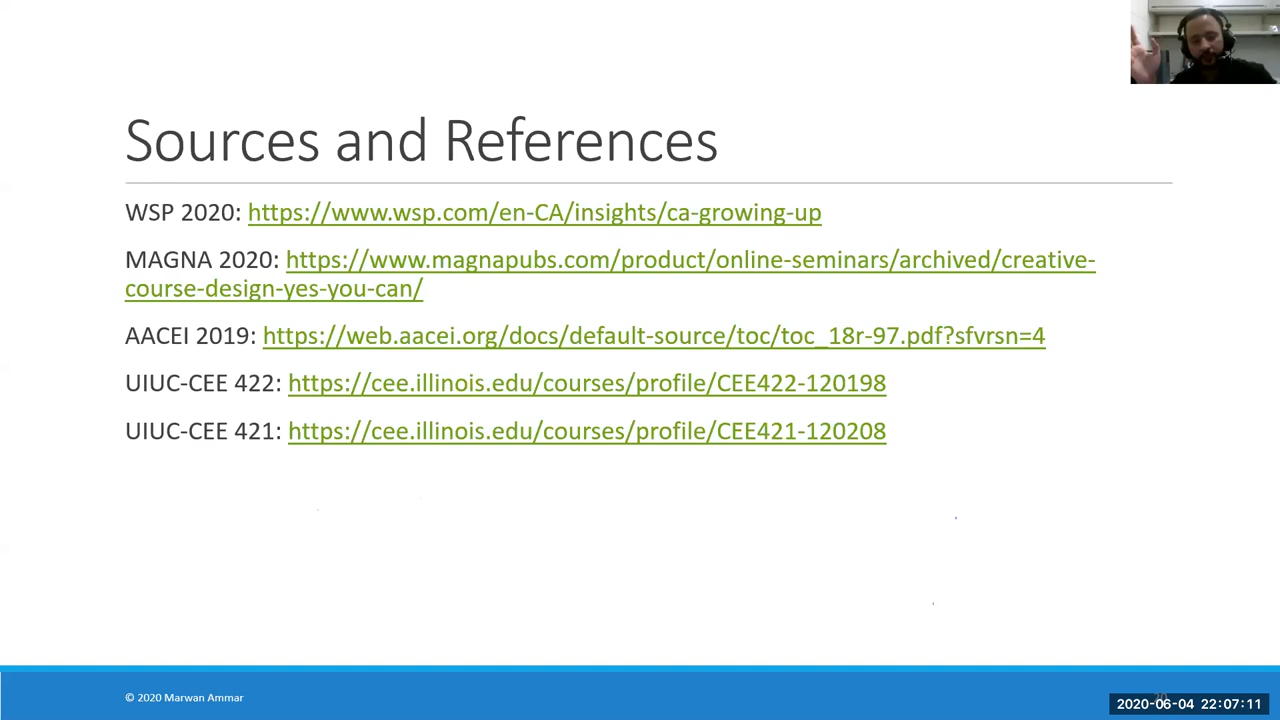 Sources and References
WSP 2020: https://www.wsp.com/en-CA/insights/ca-growing-up
MAGNA 2020: https://www.magnapubs.com/product/online-seminars/archived/creative-
course-design-yes-you-can/
AACEI 2019: https://web.aacei.org/docs/default-source/toc/toc_18r-97.pdf?sfvrsn=4
UIUC-CEE 422: https://cee.illinois.edu/courses/profile/CEE422-120198
UIUC-CEE 421: https://cee.illinois.edu/courses/profile/CEE421-120208
© 2020 Marwan Ammar
2020-06-04 22:07:11